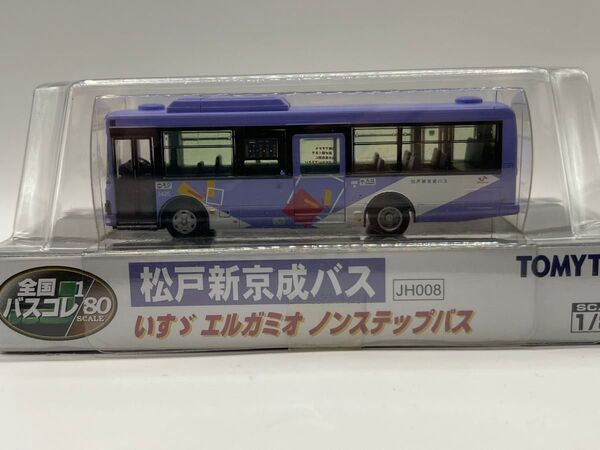 松戸新京成バス
全国
バスコレ
1/80
SCALE
松戸新京成バス
JH008
いすゞ エルガミオ ノンステップバス
TOMYT
SCA
1/8